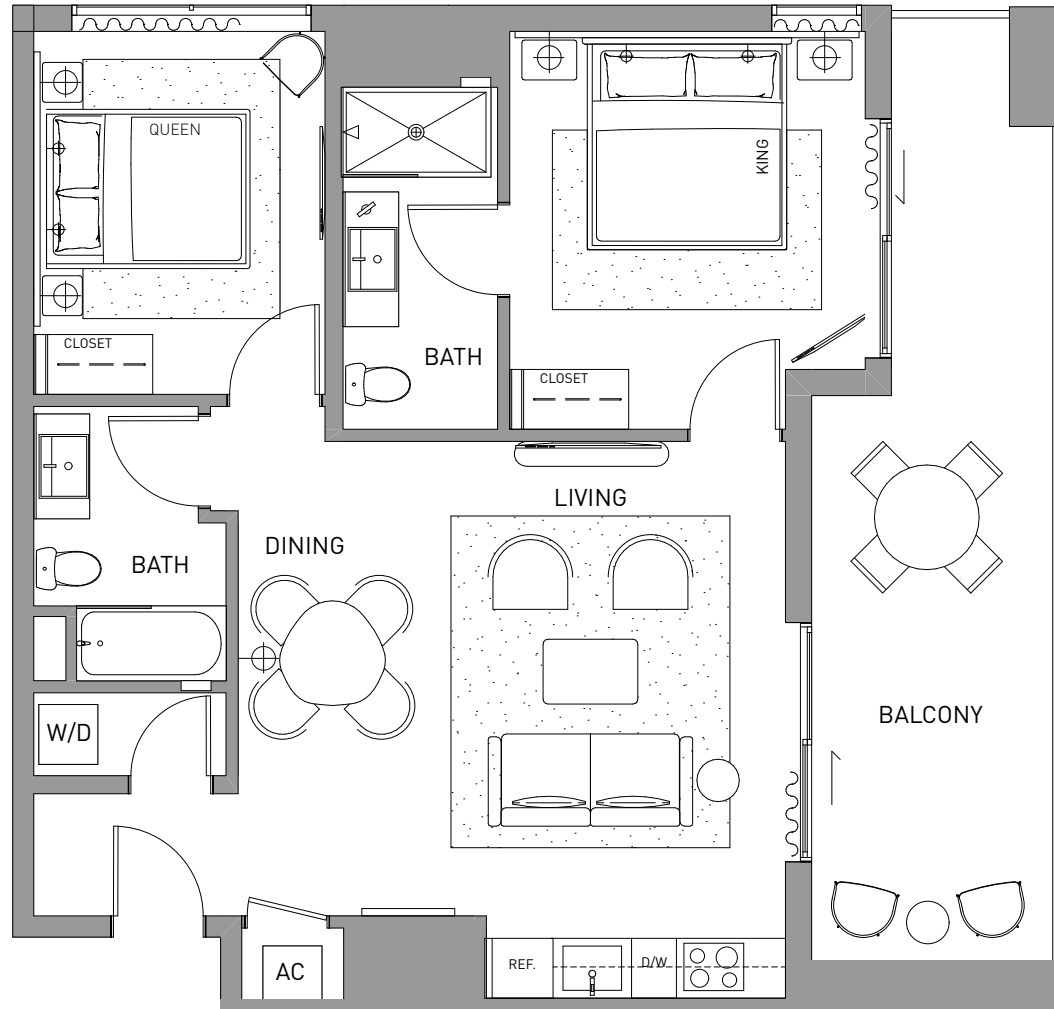 QUEEN
KING
CLOSET
BATH
CLOSET
LIVING
DINING
BATH
W/D
BALCONY
AC
REF.
D/W